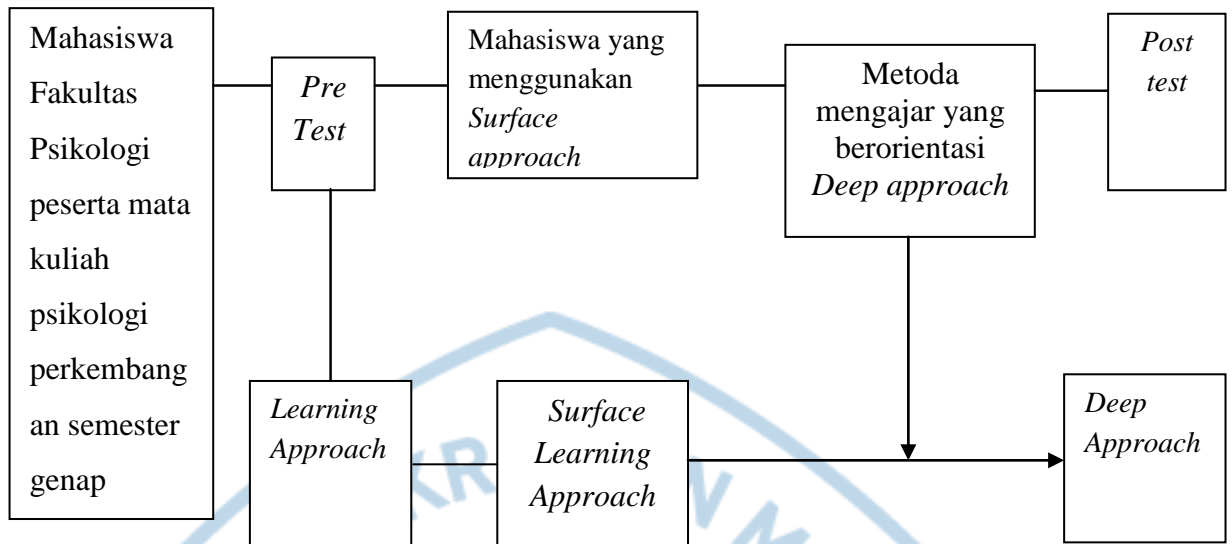 Mahasiswa
Fakultas
Psikologi
peserta mata
kuliah
psikologi
perkembang
an semester
genap
Pre
Test
Mahasiswa yang
menggunakan
Surface
approach
Metoda
mengajar yang
berorientasi
Deep approach
Post
test
Learning
Approach
Surface
Learning
Approach
Deep
Approach